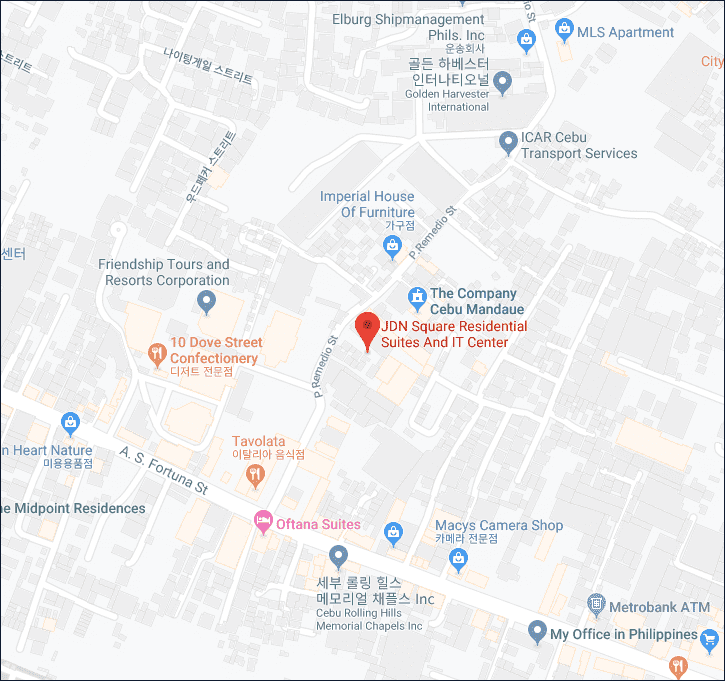 Elburg Shipmanagement
Phils. Inc
운송회사
MLS Apartment
City
나이팅게일 스트리트
골든 하베스터
인터나티오널
Golden Harvester
International
ICAR Cebu
Transport Services
우드페커 스트리트
Imperial House
Of Furniture
가구점
P.Remedio St
센터
Friendship Tours and
Resorts Corporation
The Company
Cebu Mandaue
JDN Square Residential
Suites And IT Center
10 Dove Street
Confectionery
디저트 전문점
P.Remedio St
n Heart Nature
미용용품점
A. S. Fortuna St
Tavolata
이탈리아 음식점
ne Midpoint Residences
Oftana Suites
Macys Camera Shop
카메라 전문점
세부 롤링 힐스
메모리얼 채플스 Inc
Cebu Rolling Hills
Memorial Chapels Inc
Metrobank ATM
My Office in Philippines